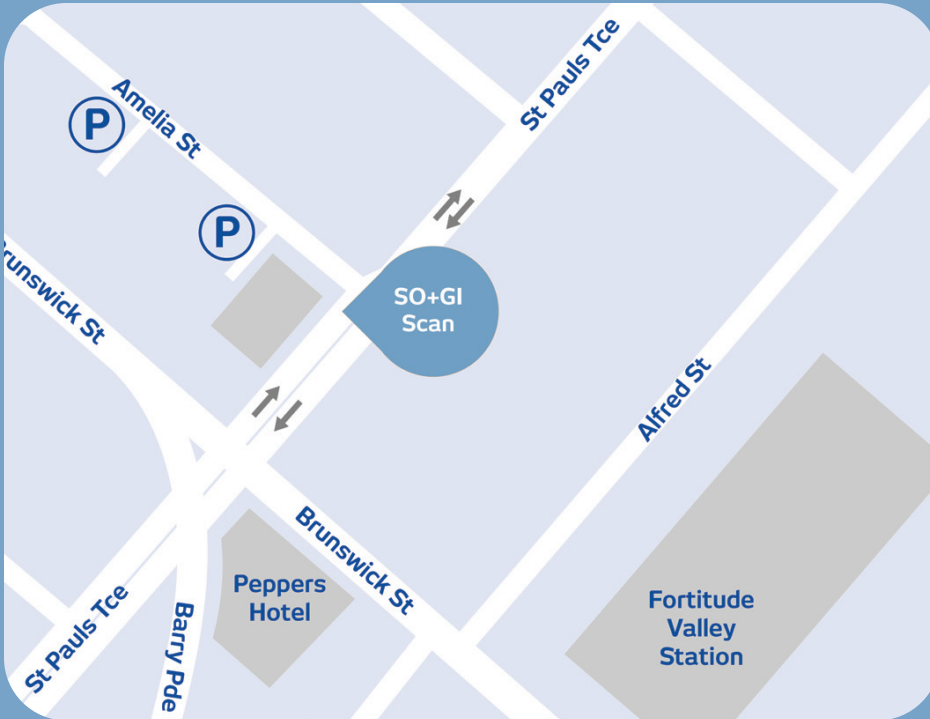 St Pauls Tce
Amelia St
P
P
Brunswick St
SO+GI
Scan
Alfred St
Brunswick St
Peppers
Hotel
Fortitude
Valley
Station
St Pauls Tce
Barry Pde